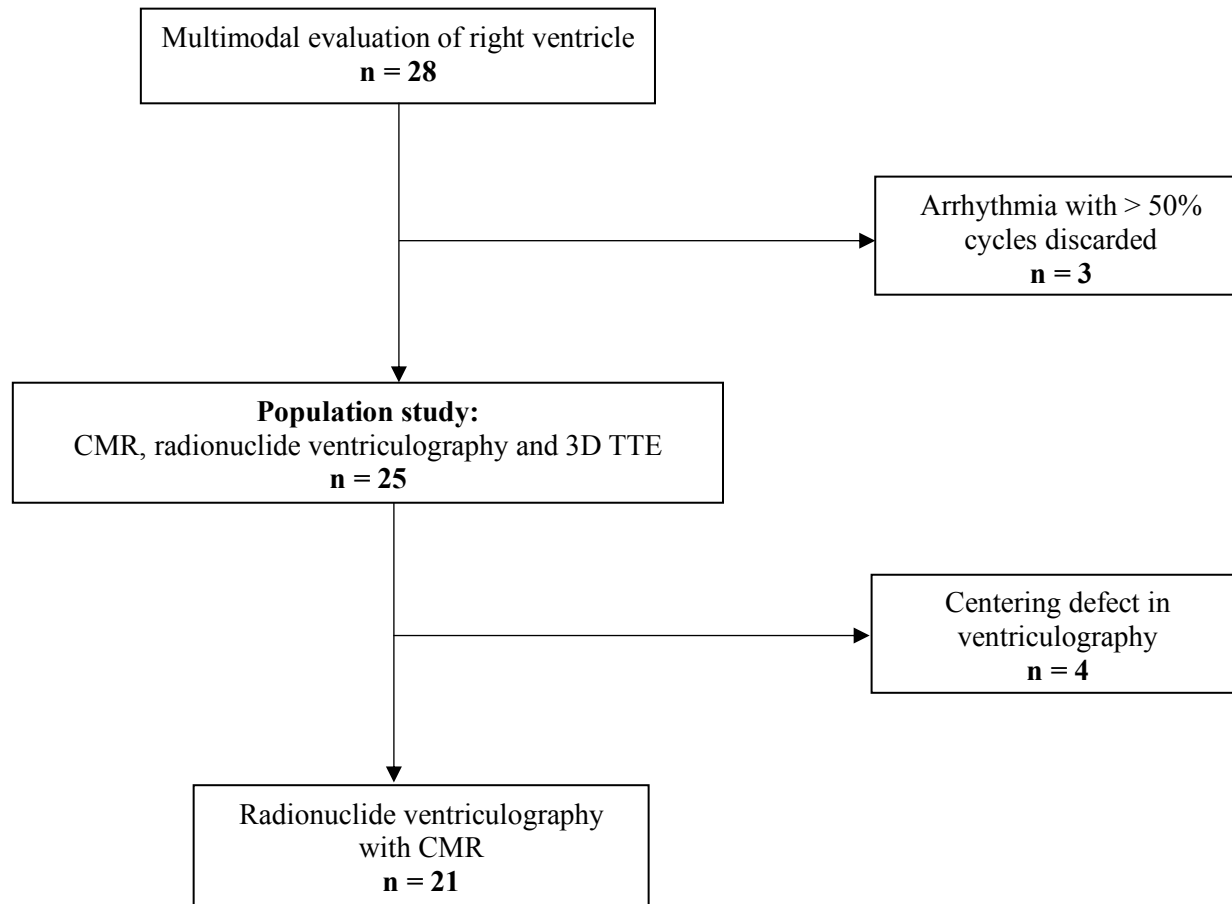 Multimodal evaluation of right ventricle
n = 28
Arrhythmia with > 50%
cycles discarded
n = 3
Population study:
CMR, radionuclide ventriculography and 3D TTE
n = 25
Centering defect in
ventriculography
n = 4
Radionuclide ventriculography
with CMR
n = 21